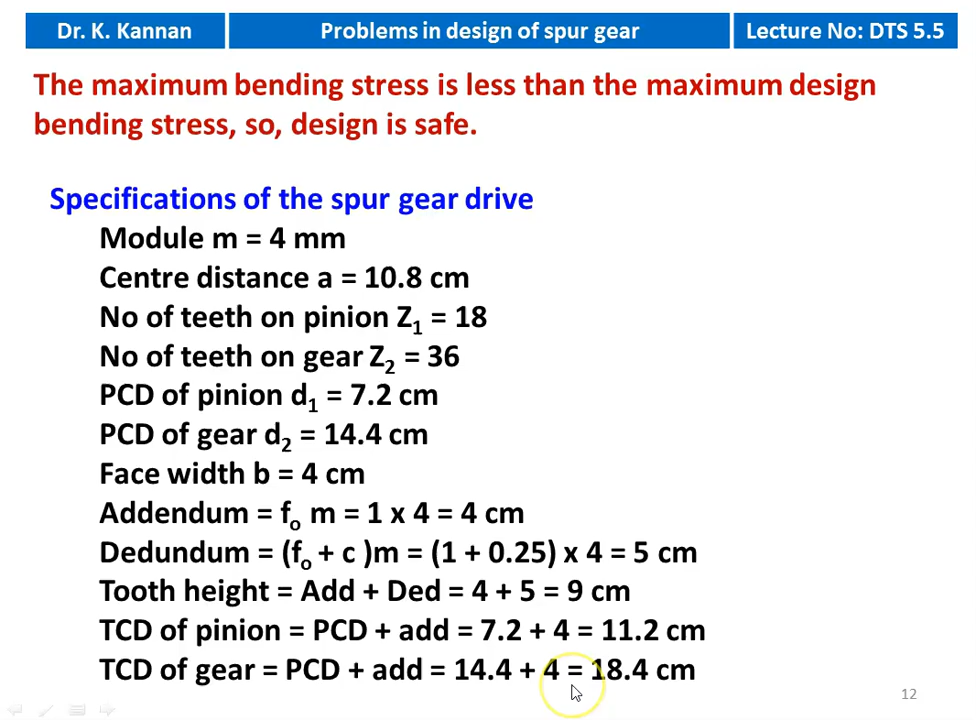 Dr. K. Kannan
Problems in design of spur gear
Lecture No: DTS 5.5
The maximum bending stress is less than the maximum design
bending stress, so, design is safe.
Specifications of the spur gear drive
Module m = 4 mm
Centre distance a = 10.8 cm
No of teeth on pinion Z₁ = 18
No of teeth on gear Z₂ = 36
PCD of pinion d₁ = 7.2 cm
PCD of gear d₂ = 14.4 cm
Face width b = 4 cm
Addendum = fₒ m = 1 x 4 = 4 cm
Dedundum = (fₒ + c )m = (1 + 0.25) x 4 = 5 cm
Tooth height = Add + Ded = 4 + 5 = 9 cm
TCD of pinion = PCD + add = 7.2 + 4 = 11.2 cm
TCD of gear = PCD + add = 14.4 + 4 = 18.4 cm
12